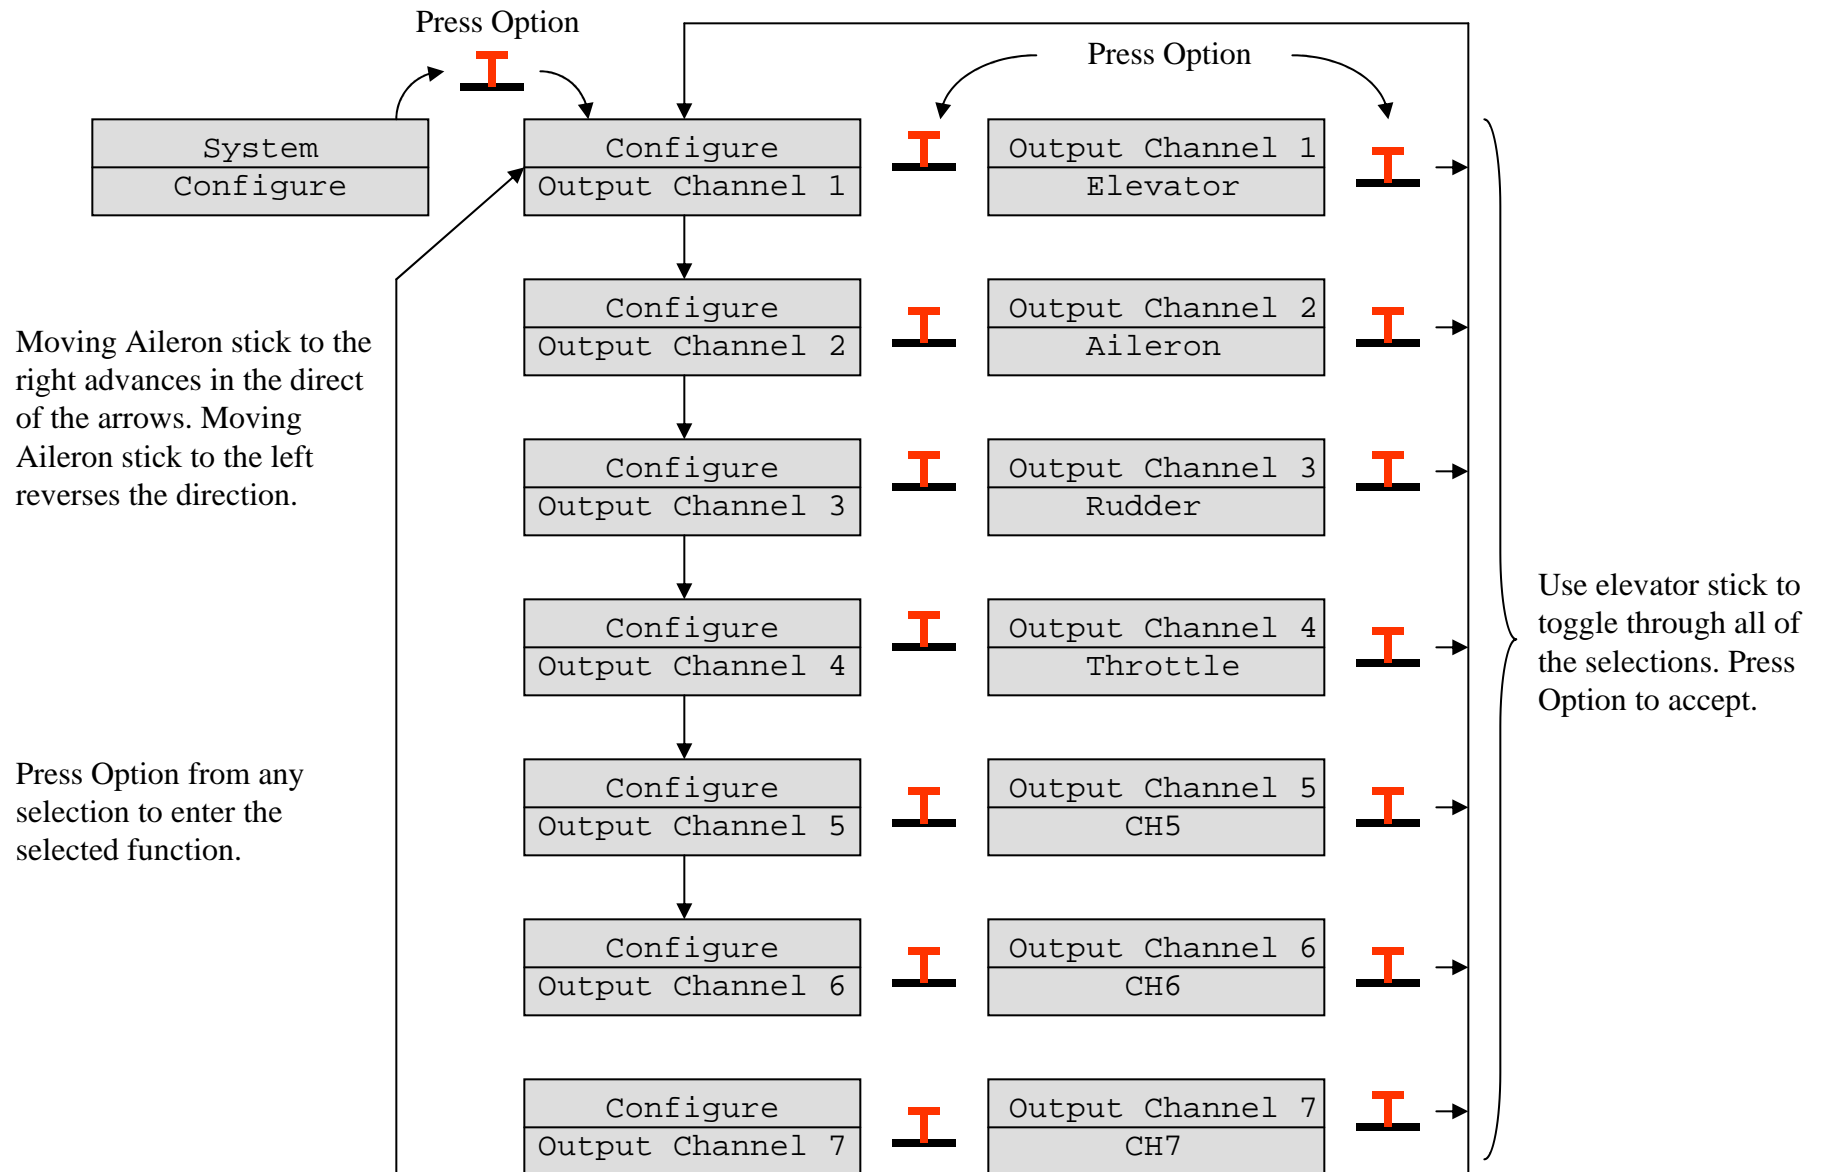 Press Option
Press Option
System
Configure
Configure
Output Channel 1
Output Channel 1
Elevator
Configure
Output Channel 2
Output Channel 2
Aileron
Moving Aileron stick to the
right advances in the direct
of the arrows. Moving
Aileron stick to the left
reverses the direction.
Configure
Output Channel 3
Output Channel 3
Rudder
Configure
Output Channel 4
Output Channel 4
Throttle
Use elevator stick to
toggle through all of
the selections. Press
Option to accept.
Press Option from any
selection to enter the
selected function.
Configure
Output Channel 5
Output Channel 5
CH5
Configure
Output Channel 6
Output Channel 6
CH6
Configure
Output Channel 7
Output Channel 7
CH7